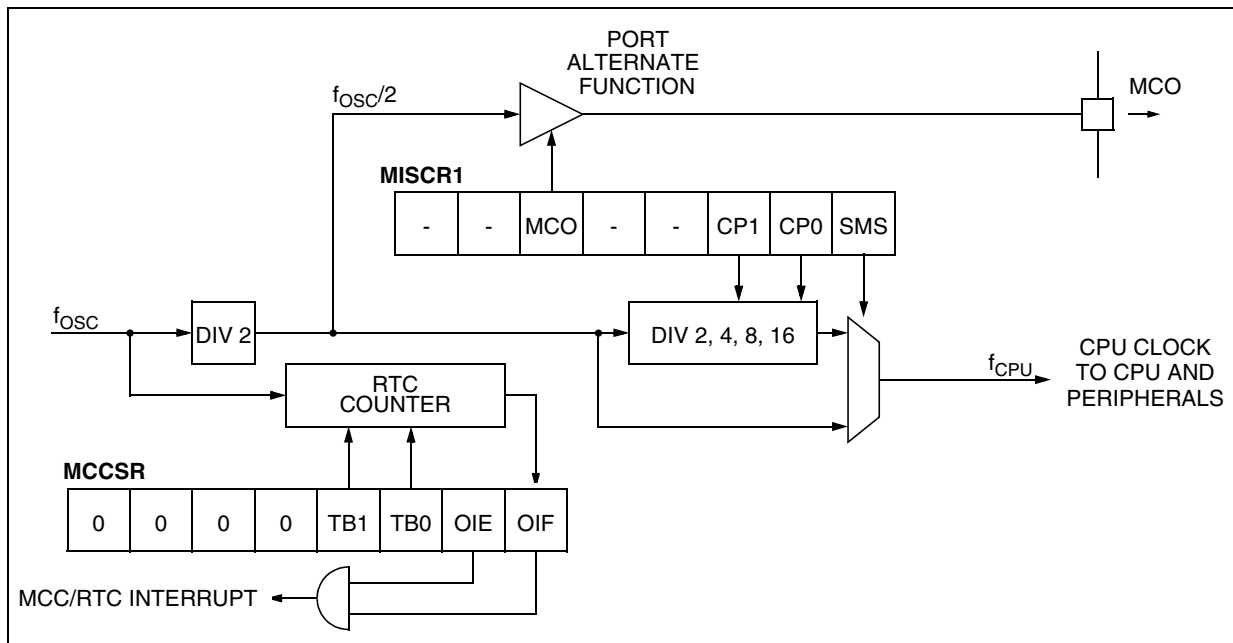 PORT
ALTERNATE
FUNCTION
fOSC/2
MCO
MISCR1
- - MCO - - CP1 CP0 SMS
fOSC
DIV 2
DIV 2, 4, 8, 16
CPU CLOCK
TO CPU AND
PERIPHERALS
fCPU
RTC
COUNTER
MCCSR
0 0 0 0 TB1 TB0 OIE OIF
MCC/RTC INTERRUPT